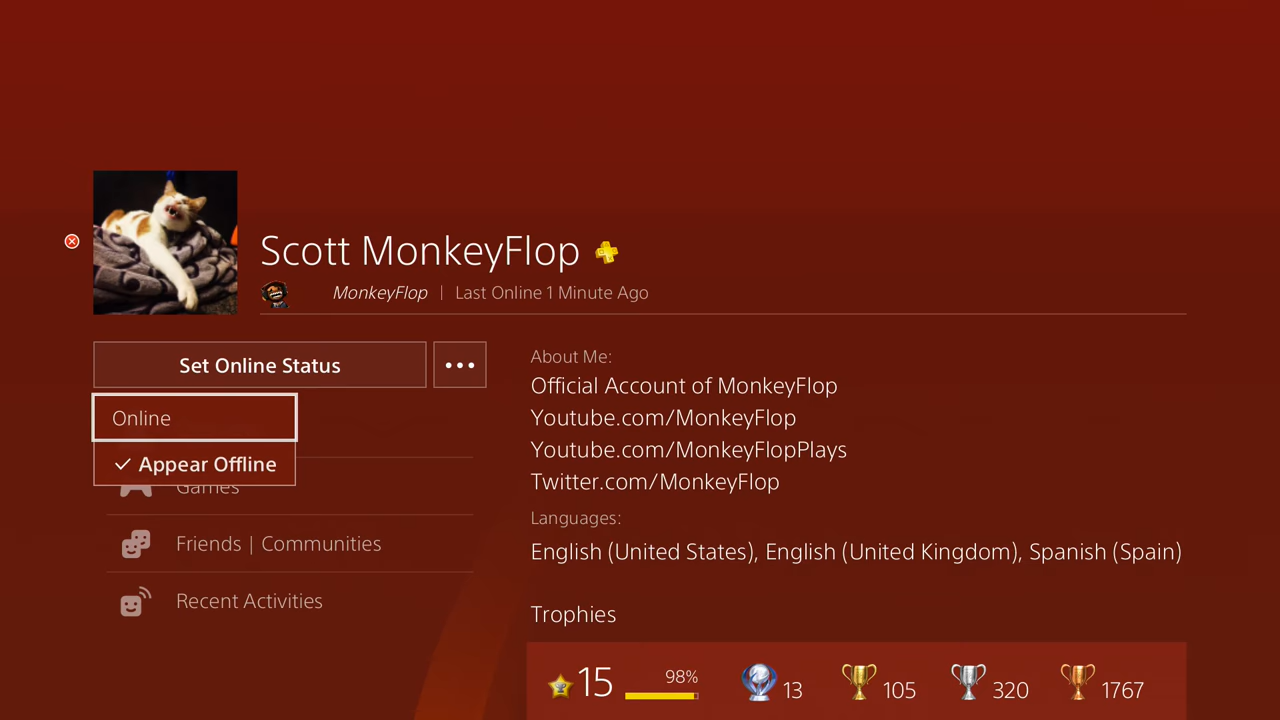 Scott MonkeyFlop
MonkeyFlop | Last Online 1 Minute Ago
Set Online Status
Online
Appear Offline
Games
Friends | Communities
Recent Activities
About Me:
Official Account of MonkeyFlop
Youtube.com/MonkeyFlop
Youtube.com/MonkeyFlopPlays
Twitter.com/MonkeyFlop
Languages:
English (United States), English (United Kingdom), Spanish (Spain)
Trophies
15 98% 13 105 320 1767